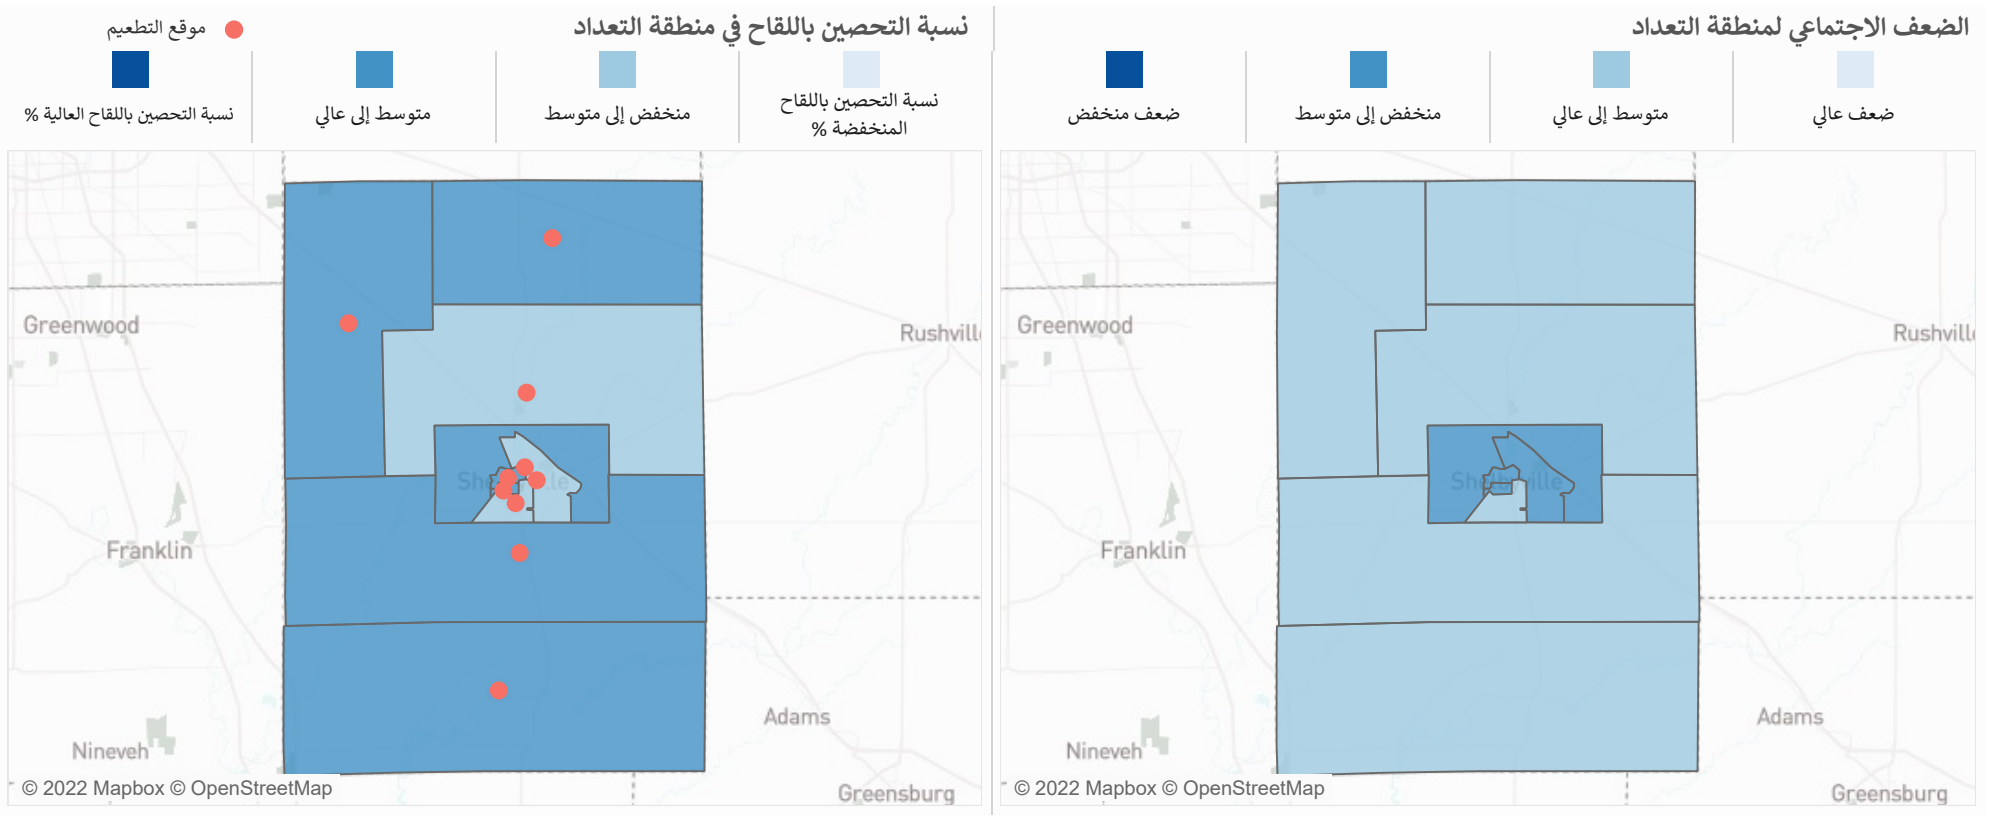 الضعف الاجتماعي لمنطقة التعداد
ضعف عالي
متوسط إلى عالي
منخفض إلى متوسط
ضعف منخفض
Greenwood
Rushville
Shelbyville
Franklin
Adams
Nineveh
© 2022 Mapbox © OpenStreetMap
Greensburg
نسبة التحصين باللقاح في منطقة التعداد
موقع التطعيم
نسبة التحصين باللقاح
المنخفضة %
منخفض إلى متوسط
متوسط إلى عالي
نسبة التحصين باللقاح العالية %
Greenwood
Rushville
Shelbyville
Franklin
Adams
Nineveh
© 2022 Mapbox © OpenStreetMap
Greensburg